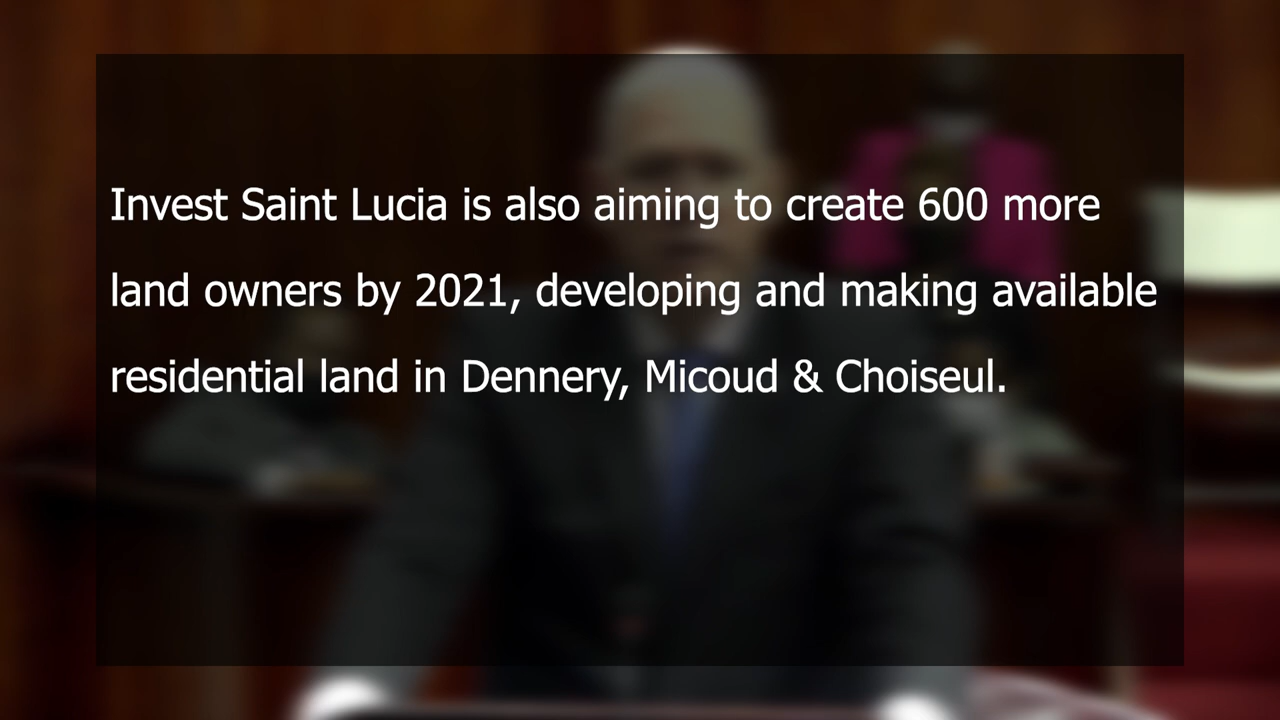 Invest Saint Lucia is also aiming to create 600 more
land owners by 2021, developing and making available
residential land in Dennery, Micoud & Choiseul.